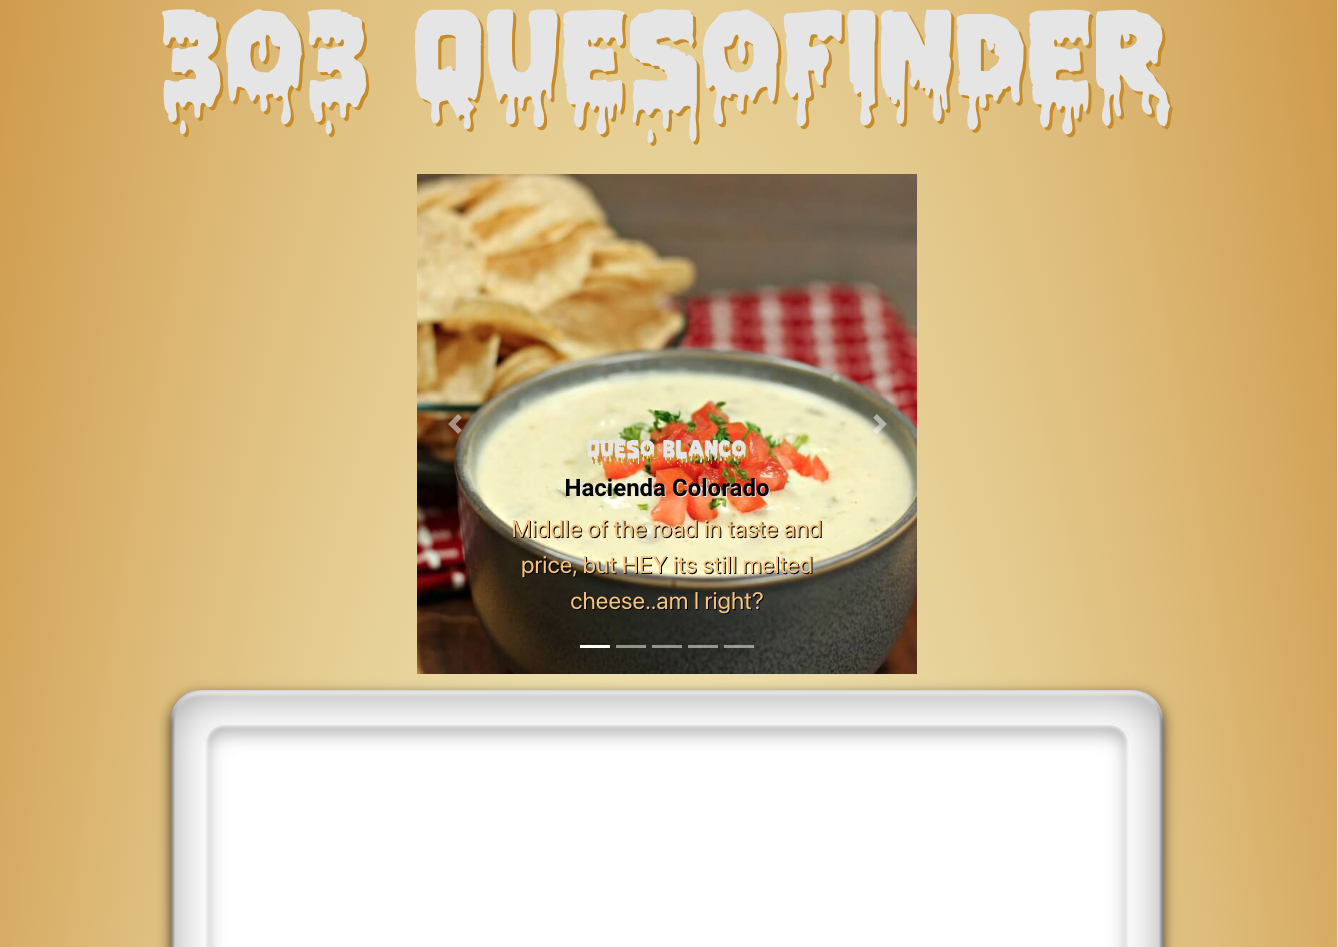 303 QUESOFINDER
QUESO BLANCO
Hacienda Colorado
Middle of the road in taste and
price, but HEY its still melted
cheese..am I right?